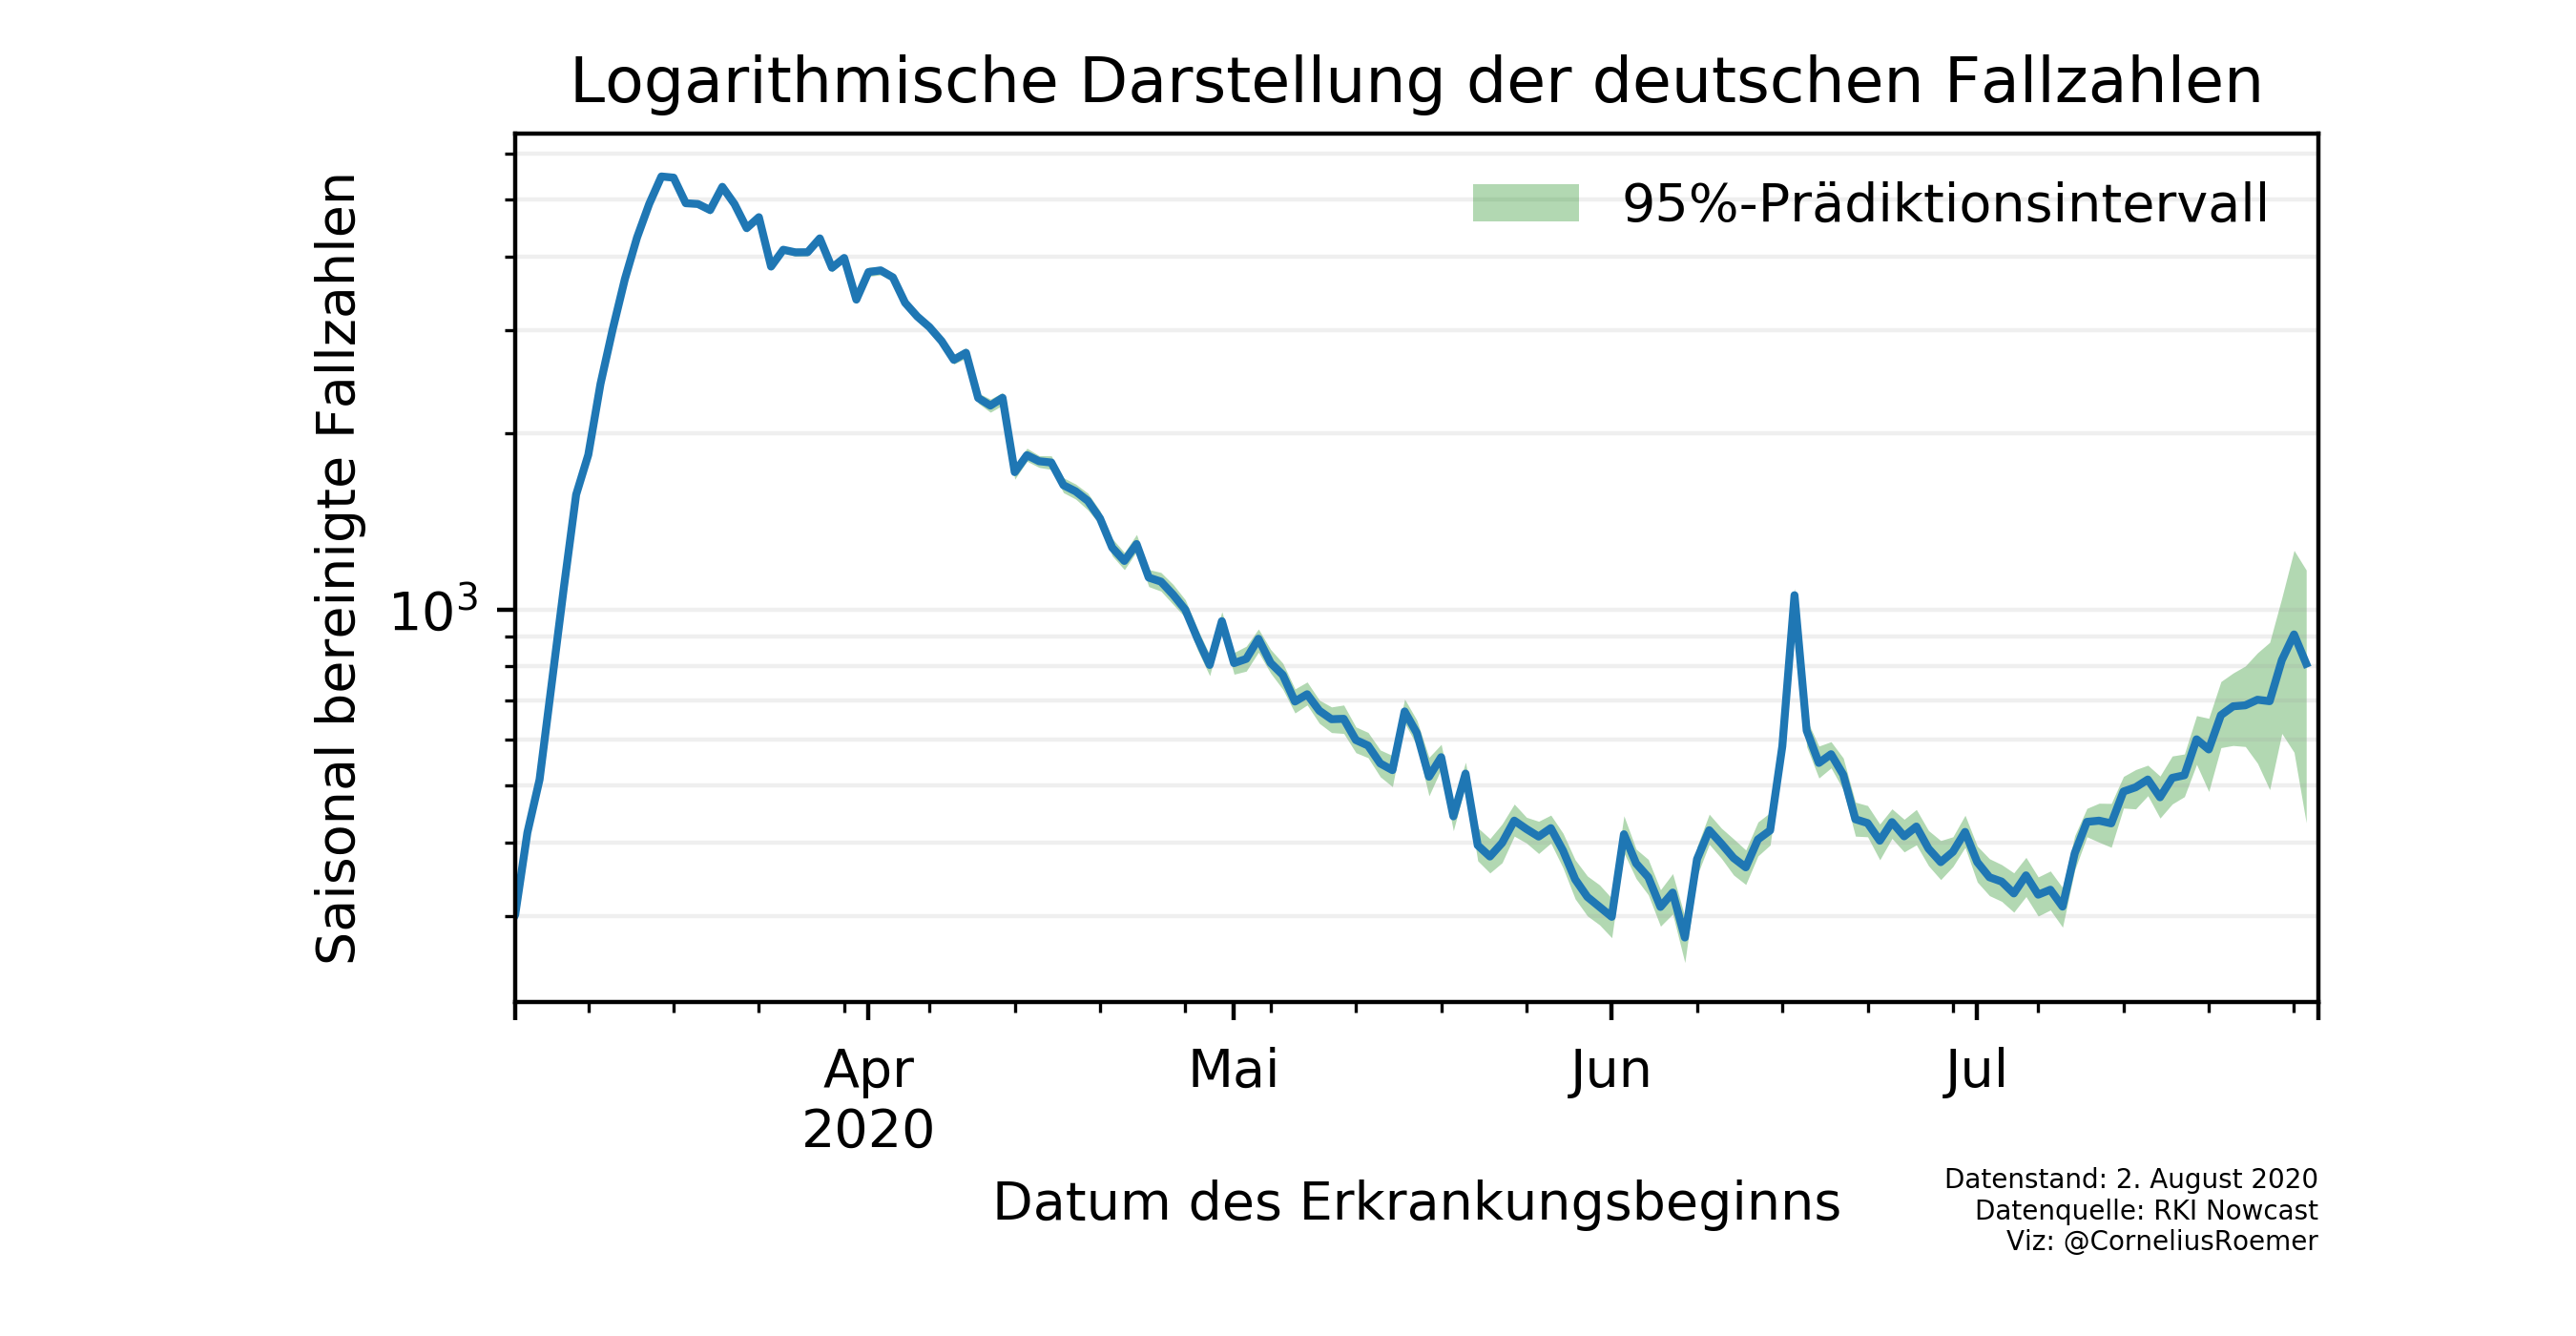 Logarithmische Darstellung der deutschen Fallzahlen
95%-Prädiktionsintervall
Saisonal bereinigte Fallzahlen
10³
Apr Mai Jun Jul
2020
Datum des Erkrankungsbeginns
Datenstand: 2. August 2020
Datenquelle: RKI Nowcast
Viz: @CorneliusRoemer